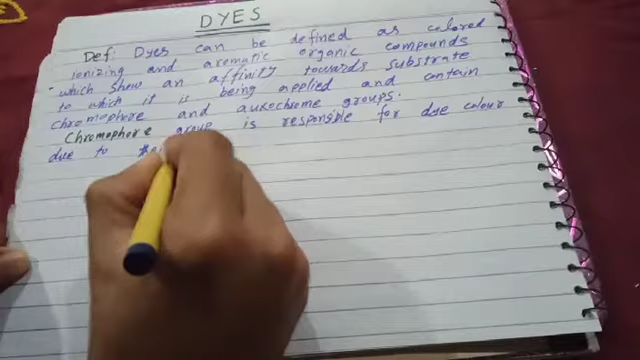 DYES
Def: Dyes can be defined as colored
ionizing and aromatic organic compounds
which show an affinity towards substrate
to which it is being applied and contain
chromophore and auxochrome groups.
Chromophore group is responsible for dye colour
due to